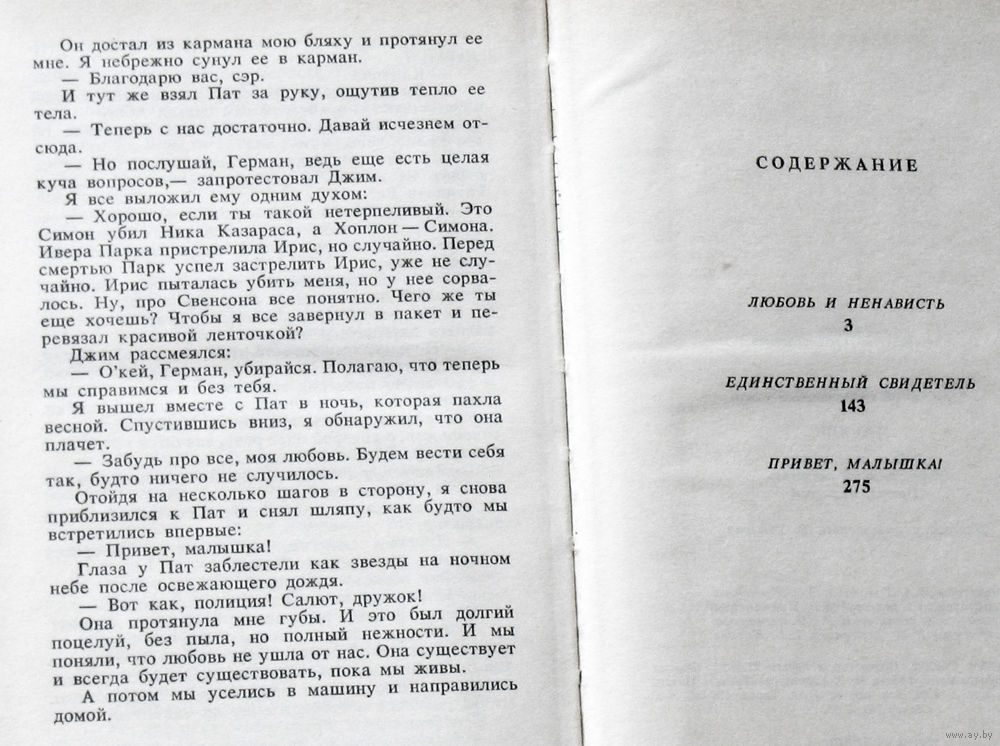 Он достал из кармана мою бляху и протянул ее
мне. Я небрежно сунул ее в карман.
— Благодарю вас, сэр.
И тут же взял Пат за руку, ощутив тепло ее
тела.
— Теперь с нас достаточно. Давай исчезнем от-
сюда.
— Но послушай, Герман, ведь еще есть целая
куча вопросов,— запротестовал Джим.
Я все выложил ему одним духом:
— Хорошо, если ты такой нетерпеливый. Это
Симон убил Ника Казараса, а Хоплон — Симона.
Ивера Парка пристрелила Ирис, но случайно. Перед
смертью Парк успел застрелить Ирис, уже не слу-
чайно. Ирис пыталась убить меня, но у нее сорва-
лось. Ну, про Свенсона все понятно. Чего же ты
еще хочешь? Чтобы я все завернул в пакет и пе-
ревязал красивой ленточкой?
Джим рассмеялся:
— О'кей, Герман, убирайся. Полагаю, что теперь
мы справимся и без тебя.
Я вышел вместе с Пат в ночь, которая пахла
весной. Спустившись вниз, я обнаружил, что она
плачет.
— Забудь про все, моя любовь. Будем вести себя
так, будто ничего не случилось.
Отойдя на несколько шагов в сторону, я снова
приблизился к Пат и снял шляпу, как будто мы
встретились впервые:
— Привет, малышка!
Глаза у Пат заблестели как звезды на ночном
небе после освежающего дождя.
— Вот как, полиция! Салют, дружок!
Она протянула мне губы. И это был долгий
поцелуй, без пыла, но полный нежности. И мы
поняли, что любовь не ушла от нас. Она существует
и всегда будет существовать, пока мы живы.
А потом мы уселись в машину и направились
домой.
СОДЕРЖАНИЕ
ЛЮБОВЬ И НЕНАВИСТЬ
3
ЕДИНСТВЕННЫЙ СВИДЕТЕЛЬ
143
ПРИВЕТ, МАЛЫШКА!
275
www.ay.by